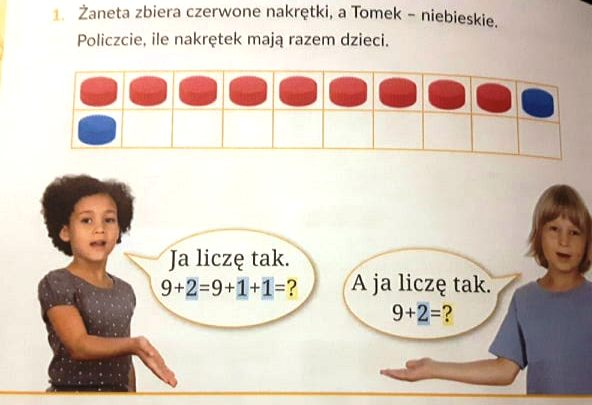 1. Żaneta zbiera czerwone nakrętki, a Tomek – niebieskie.
Policzcie, ile nakrętek mają razem dzieci.
Ja liczę tak.
9+2=9+1+1=?
A ja liczę tak.
9+2=?